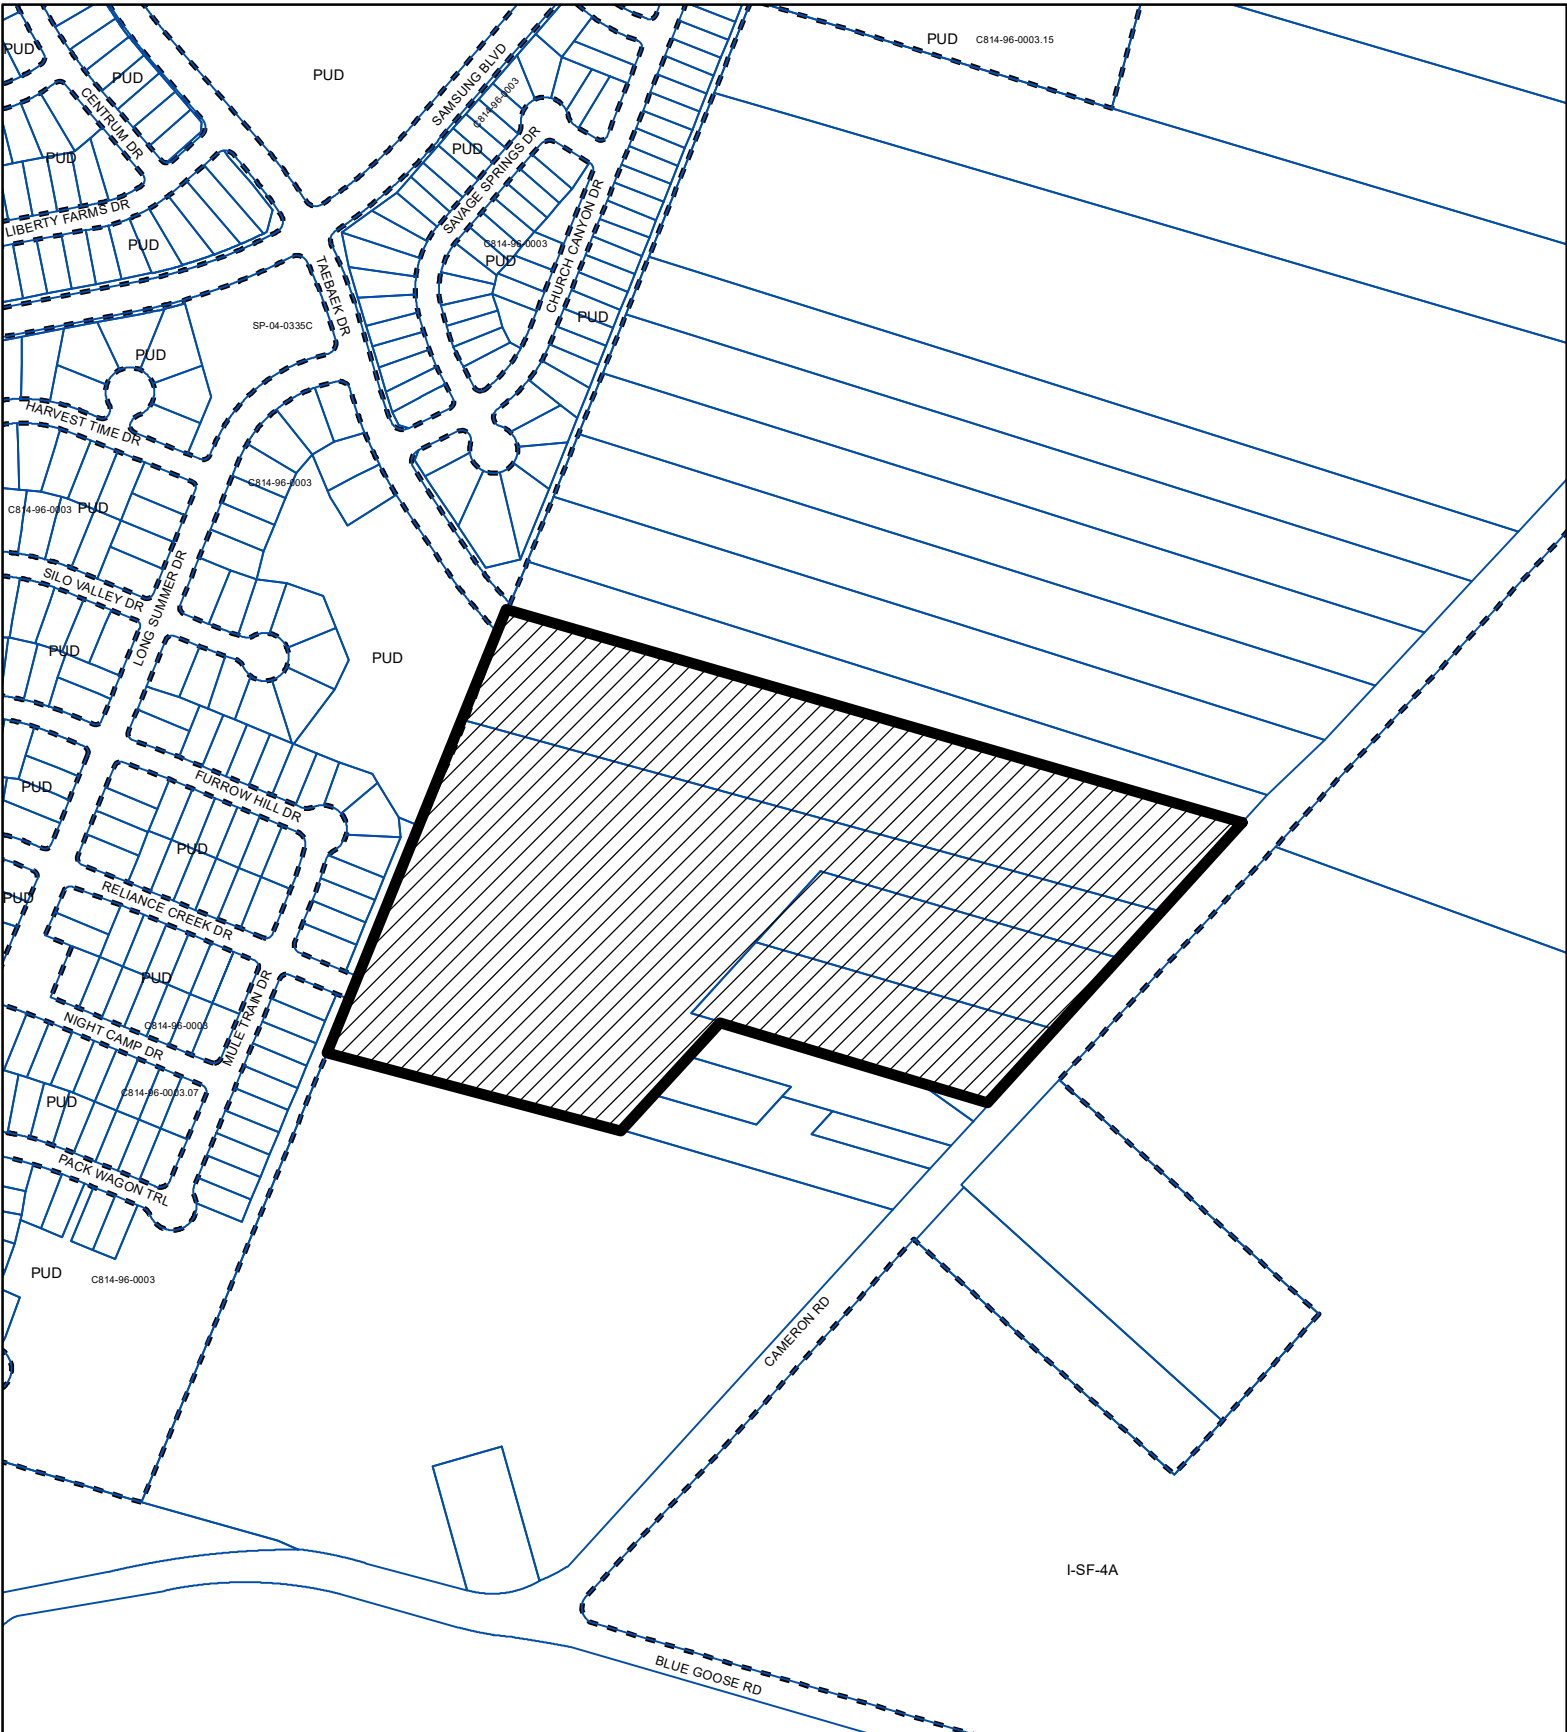 PUD
PUD C814-96-0003.15
PUD
PUD
SAMSUNG BLVD
C814-96-0003
CENTRUM DR
PUD
PUD
SAVAGE SPRINGS DR
LIBERTY FARMS DR
PUD
C814-96-0003
PUD
CHURCH CANYON DR
TAEBAEK DR
PUD
SP-04-0335C
PUD
HARVEST TIME DR
C814-96-0003
C814-96-0003 PUD
SILO VALLEY DR
LONG SUMMER DR
PUD
PUD
PUD
FURROW HILL DR
PUD
PUD
RELIANCE CREEK DR
PUD
MULE TRAIN DR
NIGHT CAMP DR
C814-96-0003
C814-96-0003.07
PUD
PACK WAGON TRL
PUD
C814-96-0003
CAMERON RD
I-SF-4A
BLUE GOOSE RD